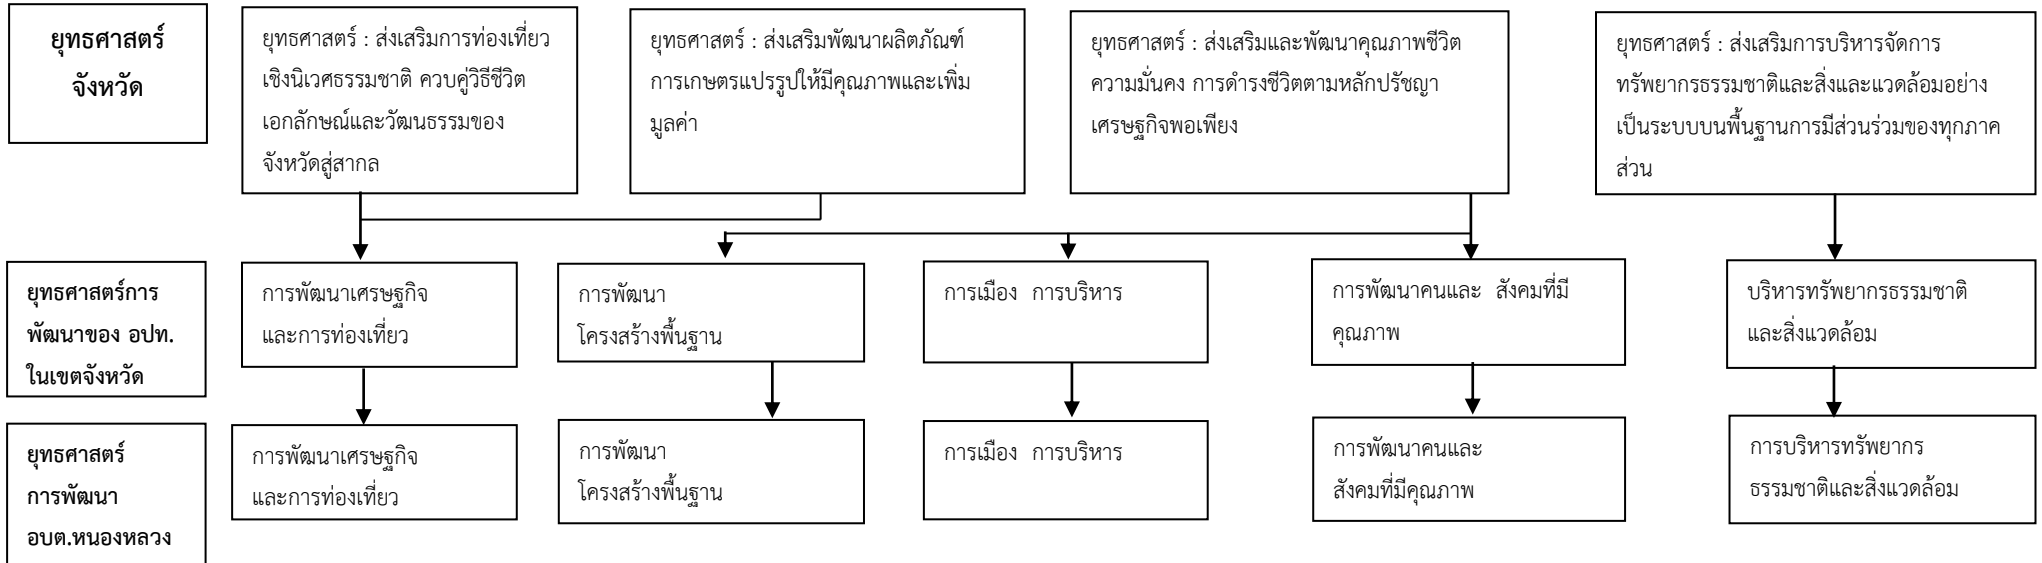 ยุทธศาสตร์
จังหวัด
ยุทธศาสตร์ : ส่งเสริมการท่องเที่ยว
เชิงนิเวศธรรมชาติ ควบคู่วิธีชีวิต
เอกลักษณ์และวัฒนธรรมของ
จังหวัดสู่สากล
ยุทธศาสตร์ : ส่งเสริมพัฒนาผลิตภัณฑ์
การเกษตรแปรรูปให้มีคุณภาพและเพิ่ม
มูลค่า
ยุทธศาสตร์ : ส่งเสริมและพัฒนาคุณภาพชีวิต
ความมั่นคง การดำรงชีวิตตามหลักปรัชญา
เศรษฐกิจพอเพียง
ยุทธศาสตร์ : ส่งเสริมการบริหารจัดการ
ทรัพยากรธรรมชาติและสิ่งและแวดล้อมอย่าง
เป็นระบบบนพื้นฐานการมีส่วนร่วมของทุกภาค
ส่วน
ยุทธศาสตร์การ
พัฒนาของ อปท.
ในเขตจังหวัด
การพัฒนาเศรษฐกิจ
และการท่องเที่ยว
การพัฒนา
โครงสร้างพื้นฐาน
การเมือง การบริหาร
การพัฒนาคนและ สังคมที่มี
คุณภาพ
บริหารทรัพยากรธรรมชาติ
และสิ่งแวดล้อม
ยุทธศาสตร์
การพัฒนา
อบต.หนองหลวง
การพัฒนาเศรษฐกิจ
และการท่องเที่ยว
การพัฒนา
โครงสร้างพื้นฐาน
การเมือง การบริหาร
การพัฒนาคนและ
สังคมที่มีคุณภาพ
การบริหารทรัพยากร
ธรรมชาติและสิ่งแวดล้อม